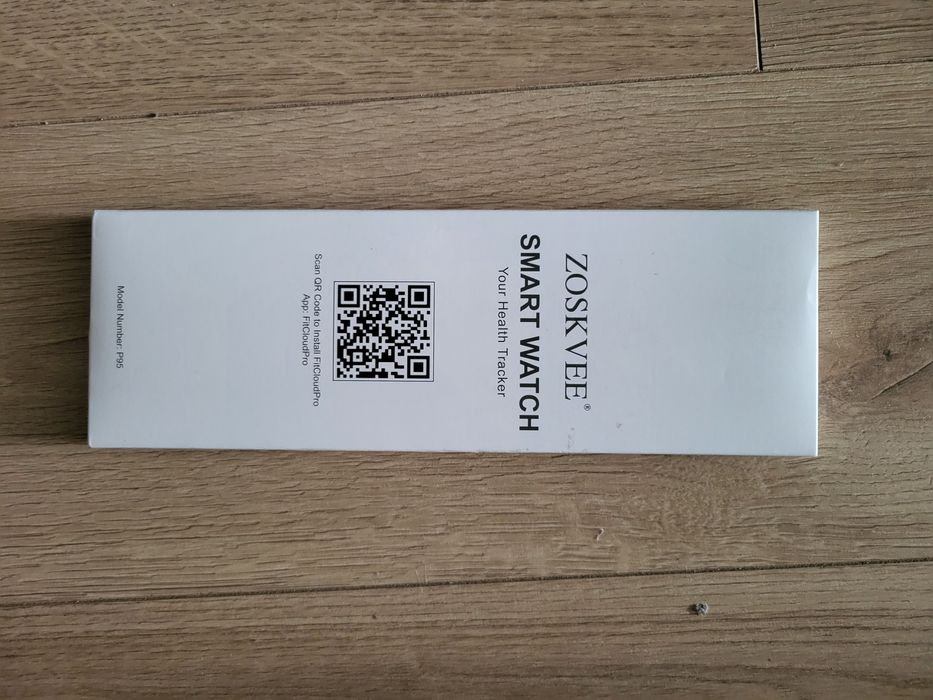 ZOSKVEE®
SMART WATCH
Your Health Tracker
Scan QR Code to Install FitCloudPro
App: FitCloudPro
Model Number: P95